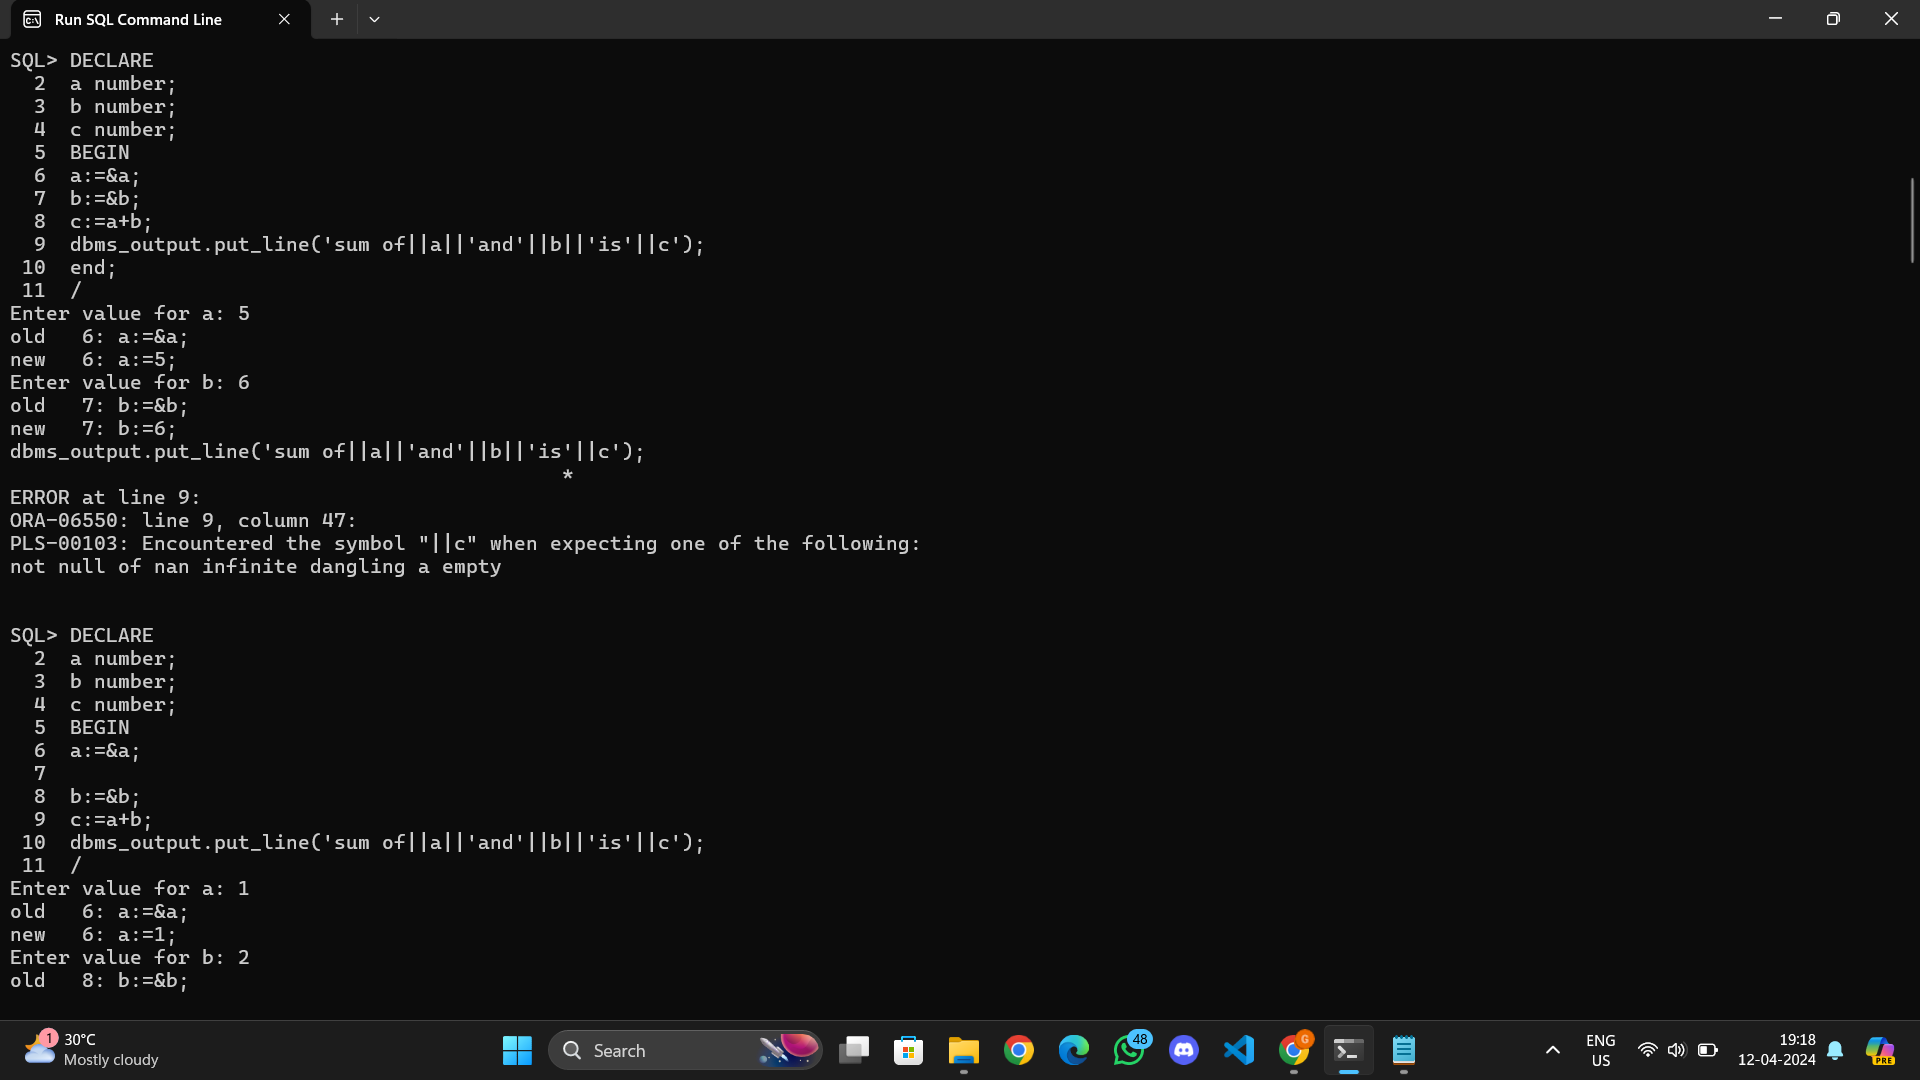 Run SQL Command Line
SQL> DECLARE
2 a number;
3 b number;
4 c number;
5 BEGIN
6 a:=&a;
7 b:=&b;
8 c:=a+b;
9 dbms_output.put_line('sum of||a||'and'||b||'is'||c');
10 end;
11 /
Enter value for a: 5
old 6: a:=&a;
new 6: a:=5;
Enter value for b: 6
old 7: b:=&b;
new 7: b:=6;
dbms_output.put_line('sum of||a||'and'||b||'is'||c');
*
ERROR at line 9:
ORA-06550: line 9, column 47:
PLS-00103: Encountered the symbol "||c" when expecting one of the following:
not null of nan infinite dangling a empty
SQL> DECLARE
2 a number;
3 b number;
4 c number;
5 BEGIN
6 a:=&a;
7
8 b:=&b;
9 c:=a+b;
10 dbms_output.put_line('sum of||a||'and'||b||'is'||c');
11 /
Enter value for a: 1
old 6: a:=&a;
new 6: a:=1;
Enter value for b: 2
old 8: b:=&b;
1
30°C
Mostly cloudy
Search
48
G
ENG
US
19:18
12-04-2024
PRE